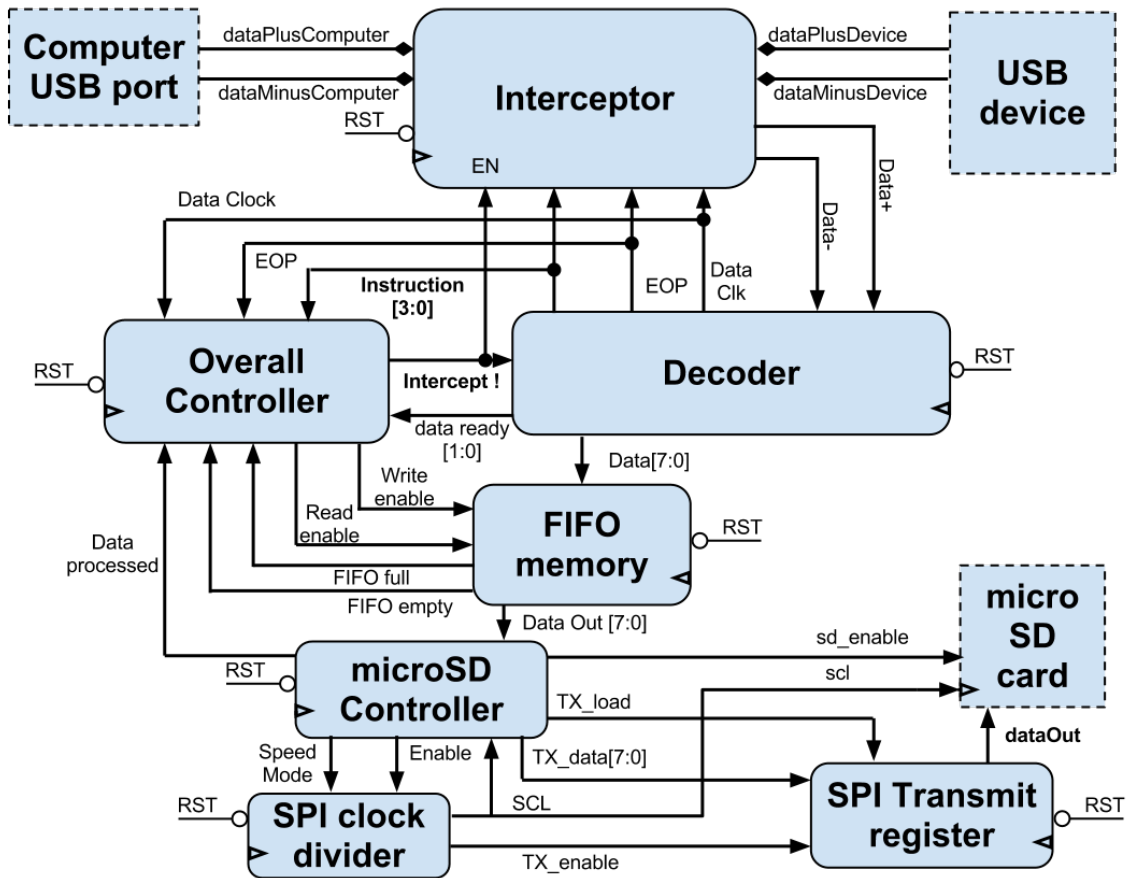 Computer
USB port
dataPlusComputer
dataMinusComputer
Interceptor
EN
RST
dataPlusDevice
dataMinusDevice
USB
device
Data+
Data-
Data Clock
EOP
Instruction
[3:0]
EOP
Data
Clk
RST
Overall
Controller
Intercept !
data ready
[1:0]
Decoder
RST
Data[7:0]
Write
enable
Read
enable
FIFO
memory
RST
Data
processed
FIFO full
FIFO empty
Data Out [7:0]
RST
microSD
Controller
sd_enable
scl
micro
SD
card
TX_load
TX_data[7:0]
dataOut
Speed
Mode
Enable
SCL
RST
SPI clock
divider
TX_enable
SPI Transmit
register
RST